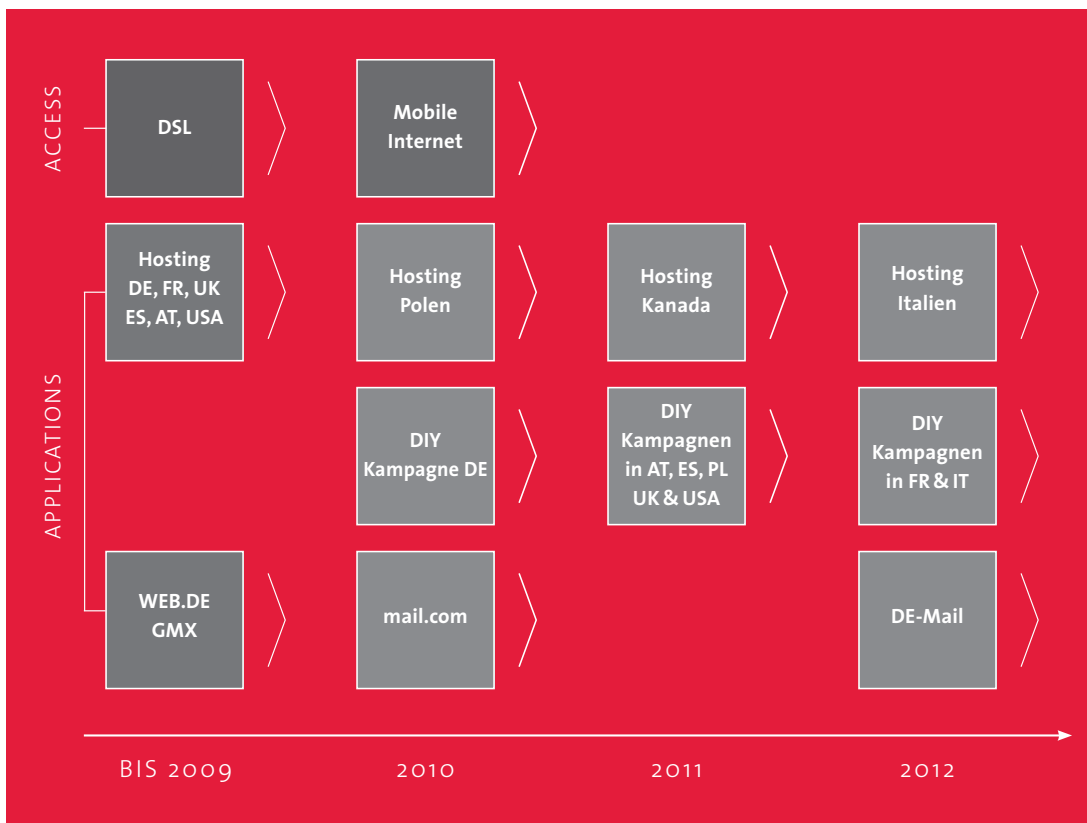 ACCESS
DSL
Mobile
Internet
APPLICATIONS
Hosting
DE, FR, UK
ES, AT, USA
Hosting
Polen
Hosting
Kanada
Hosting
Italien
DIY
Kampagne DE
DIY
Kampagnen
in AT, ES, PL
UK & USA
DIY
Kampagnen
in FR & IT
WEB.DE
GMX
mail.com
DE-Mail
BIS 2009
2010
2011
2012